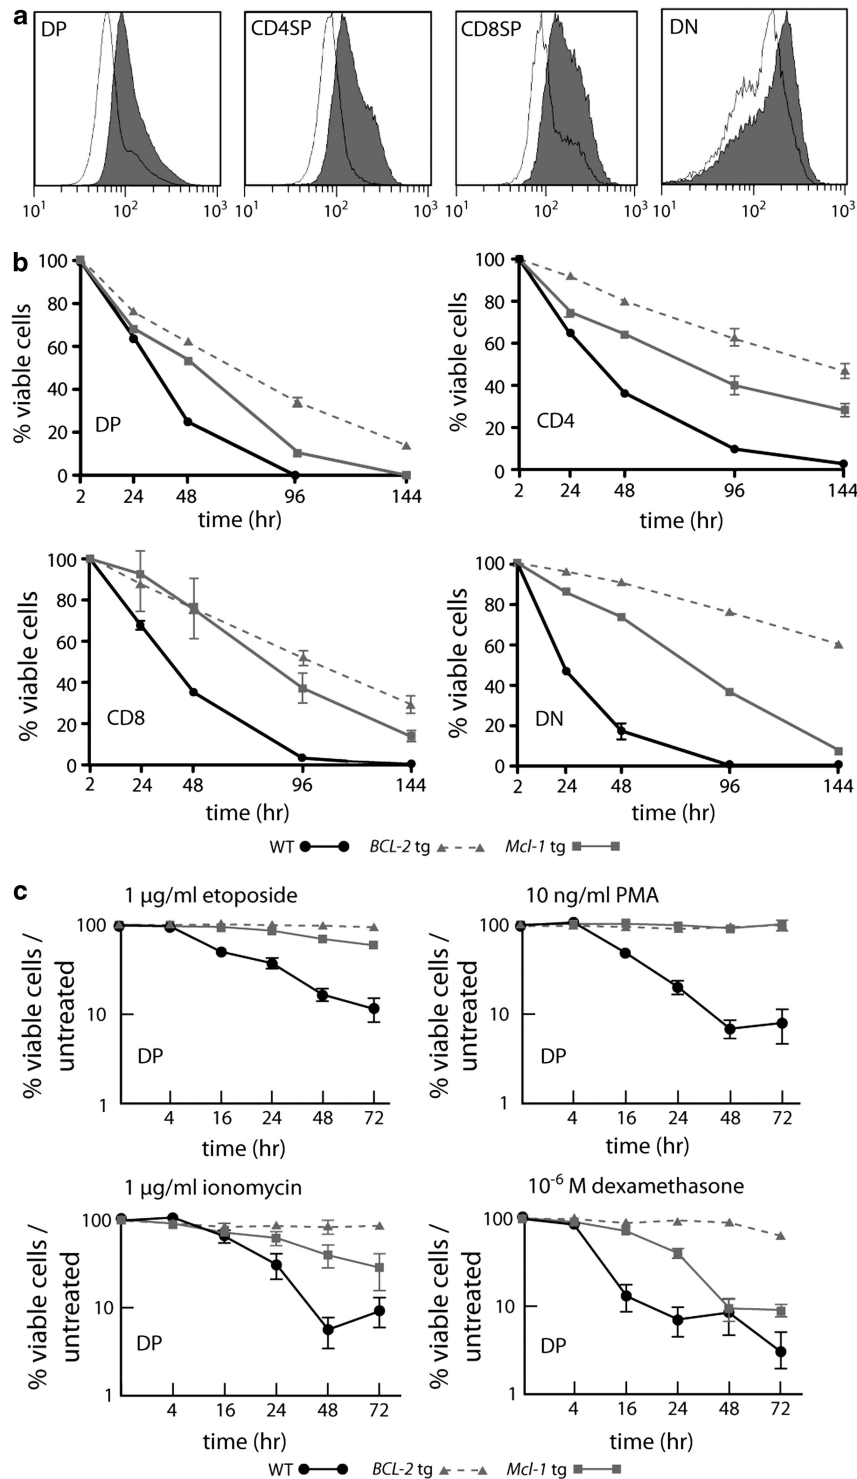 a
DP
CD4SP
CD8SP
DN
10¹ 10² 10³ 10¹ 10² 10³ 10¹ 10² 10³ 10¹ 10² 10³
b
% viable cells
100
80
60
40
20
0
DP
2 24 48 96 144
time (hr)
% viable cells
100
80
60
40
20
0
CD4
2 24 48 96 144
time (hr)
% viable cells
100
80
60
40
20
0
CD8
2 24 48 96 144
time (hr)
% viable cells
100
80
60
40
20
0
DN
2 24 48 96 144
time (hr)
WT BCL-2 tg Mcl-1 tg
c
1 µg/ml etoposide
% viable cells /
untreated
100
10
1
DP
4 16 24 48 72
time (hr)
10 ng/ml PMA
% viable cells /
untreated
100
10
1
DP
4 16 24 48 72
time (hr)
1 µg/ml ionomycin
% viable cells /
untreated
100
10
1
DP
4 16 24 48 72
time (hr)
10⁻⁶ M dexamethasone
% viable cells /
untreated
100
10
1
DP
4 16 24 48 72
time (hr)
WT BCL-2 tg Mcl-1 tg